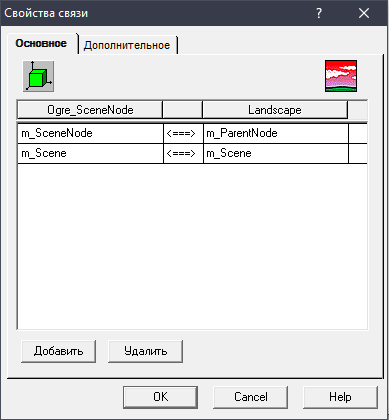 Свойства связи
Основное Дополнительное
Ogre_SceneNode Landscape
m_SceneNode <===> m_ParentNode
m_Scene <===> m_Scene
Добавить Удалить
OK Cancel Help